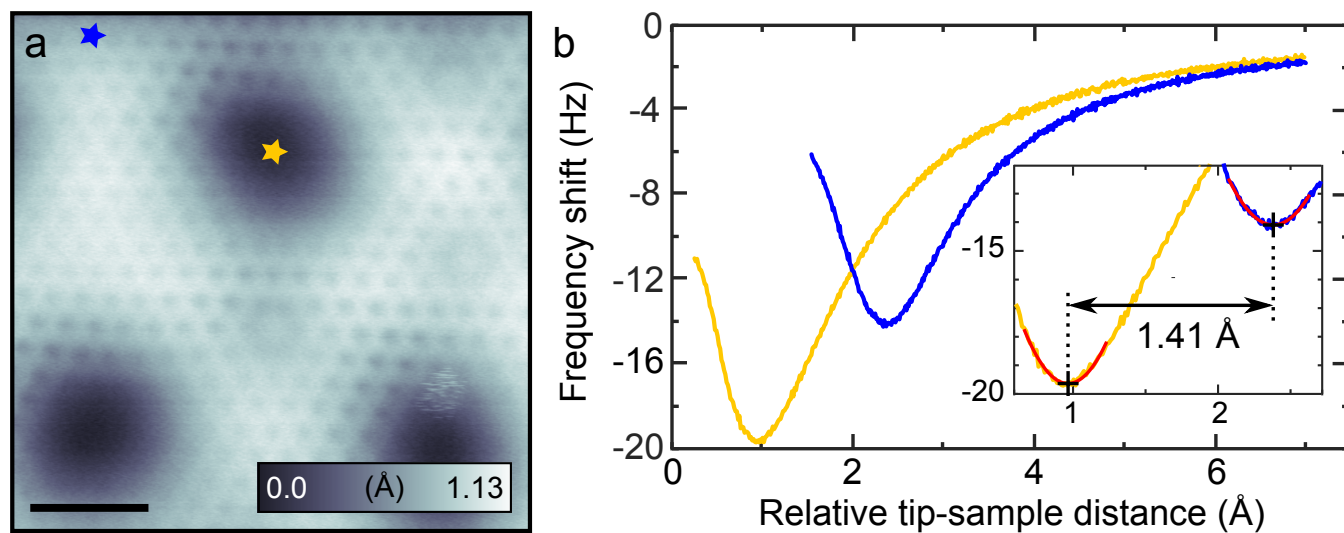 a
0.0 (Å) 1.13
b
Frequency shift (Hz)
0
-4
-8
-12
-16
-20
0 2 4 6
Relative tip-sample distance (Å)
-15
-20
1 2
1.41 Å